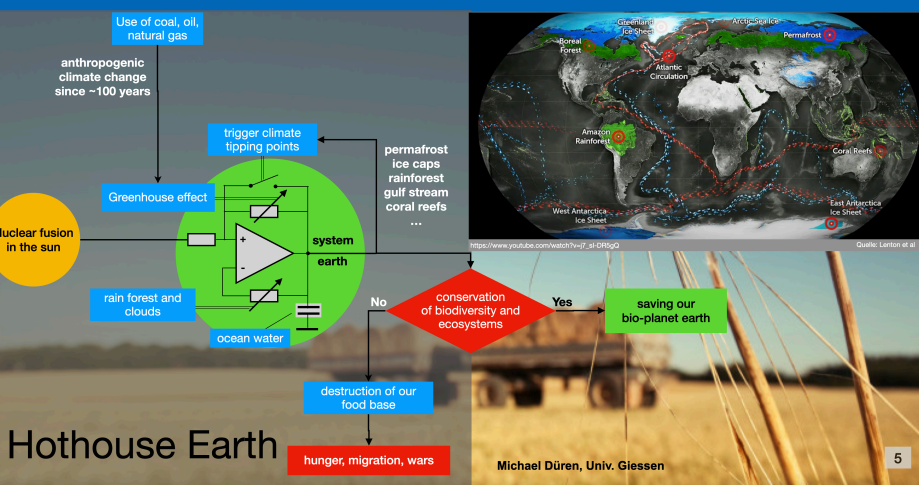 Use of coal, oil,
natural gas
anthropogenic
climate change
since ~100 years
trigger climate
tipping points
Greenhouse effect
permafrost
ice caps
rainforest
gulf stream
coral reefs
...
in the sun
+
-
system
earth
rain forest and
clouds
ocean water
No
conservation
of biodiversity and
ecosystems
Yes
saving our
bio-planet earth
destruction of our
food base
hunger, migration, wars
Hothouse Earth
Greenland
Ice Sheet
Arctic Sea Ice
Boreal
Forest
Permafrost
Atlantic
Circulation
Amazon
Rainforest
Coral Reefs
West Antarctica
Ice Sheet
East Antarctica
Ice Sheet
https://www.youtube.com/watch?v=j7_sI-DR5gQ
Quelle: Lenton et al
Michael Düren, Univ. Giessen
5